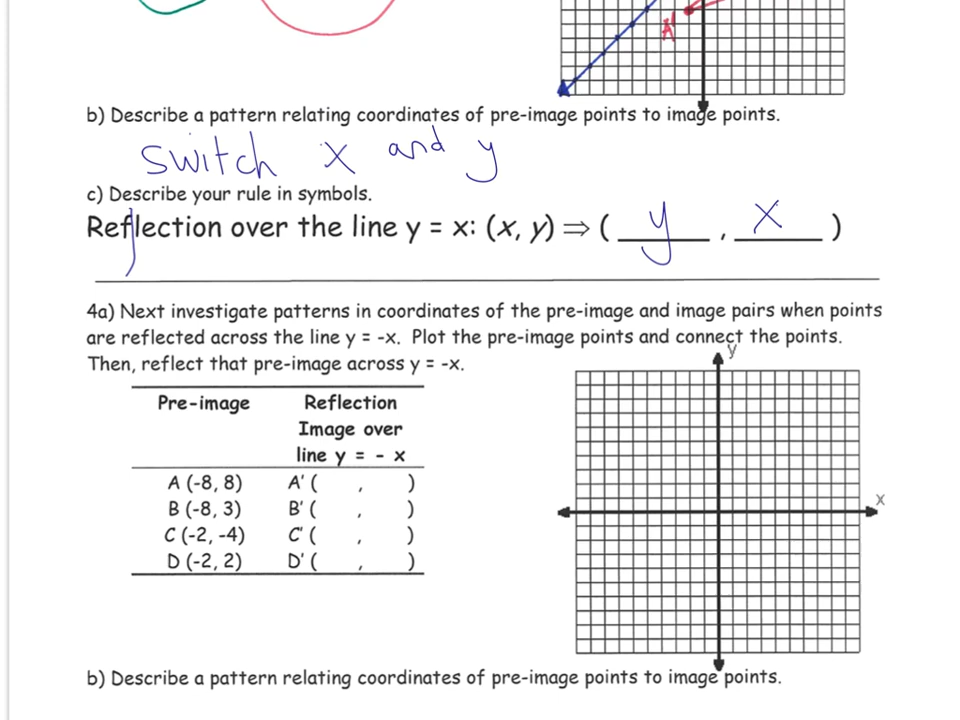 A'
b) Describe a pattern relating coordinates of pre-image points to image points.
switch x and y
c) Describe your rule in symbols.
Reflection over the line y = x: (x, y) ⇒ ( y , x )
4a) Next investigate patterns in coordinates of the pre-image and image pairs when points
are reflected across the line y = -x. Plot the pre-image points and connect the points.
Then, reflect that pre-image across y = -x.
y
Pre-image Reflection
Image over
line y = - x
A (-8, 8) A' ( , )
B (-8, 3) B' ( , )
C (-2, -4) C' ( , )
D (-2, 2) D' ( , )
x
b) Describe a pattern relating coordinates of pre-image points to image points.